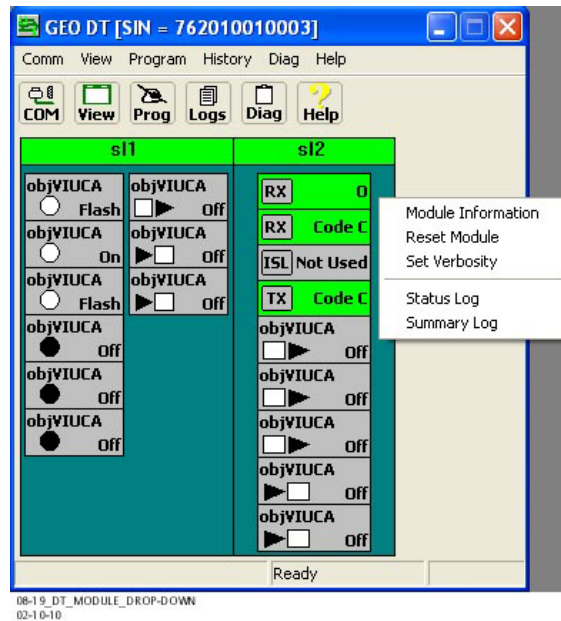 GEO DT [SIN = 762010010003]
Comm View Program History Diag Help
COM View Prog Logs Diag Help
sl1 sl2
objVIUCA
Flash
objVIUCA
On
objVIUCA
Flash
objVIUCA
Off
objVIUCA
Off
objVIUCA
Off
objVIUCA
Off
objVIUCA
Off
objVIUCA
Off
RX 0
RX Code C
ISL Not Used
TX Code C
objVIUCA
Off
objVIUCA
Off
objVIUCA
Off
objVIUCA
Off
objVIUCA
Off
Module Information
Reset Module
Set Verbosity
Status Log
Summary Log
Ready
08-19_DT_MODULE_DROP-DOWN
02-10-10